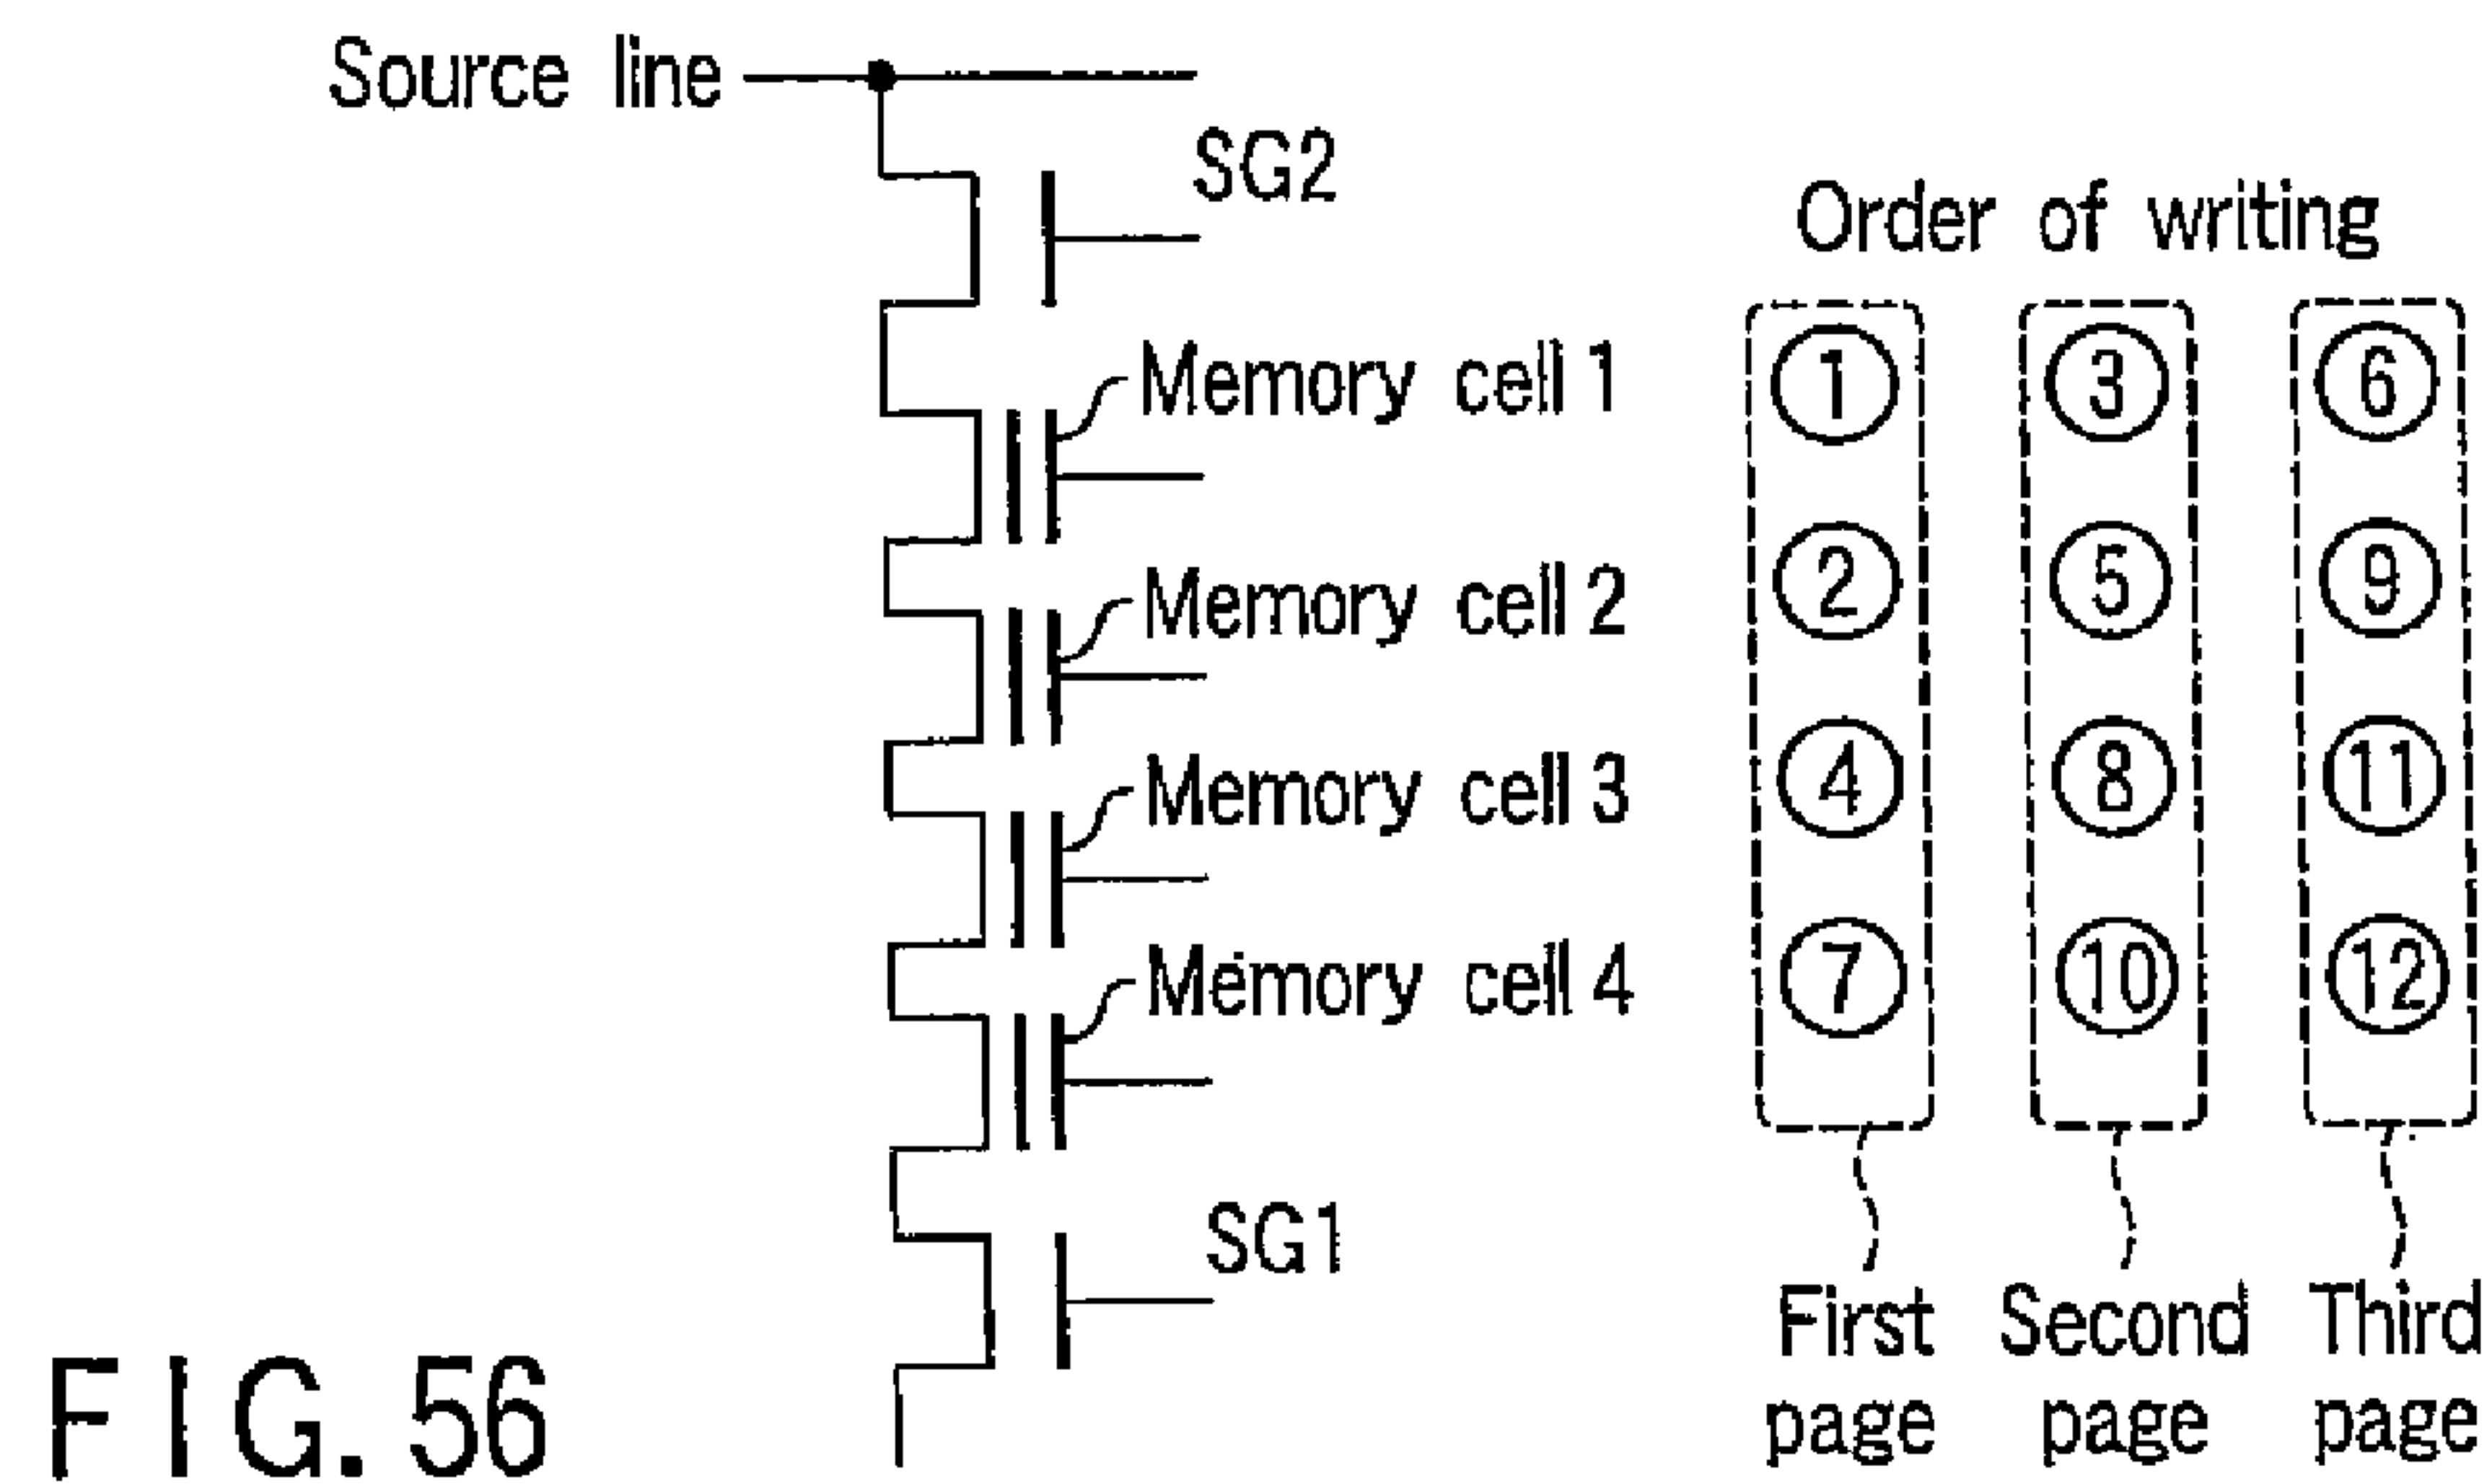 Source line
SG2
Order of writing
Memory cell 1 ① ③ ⑥
Memory cell 2 ② ⑤ ⑨
Memory cell 3 ④ ⑧ ⑪
Memory cell 4 ⑦ ⑩ ⑫
SG1
First page
Second page
Third page
FIG. 56